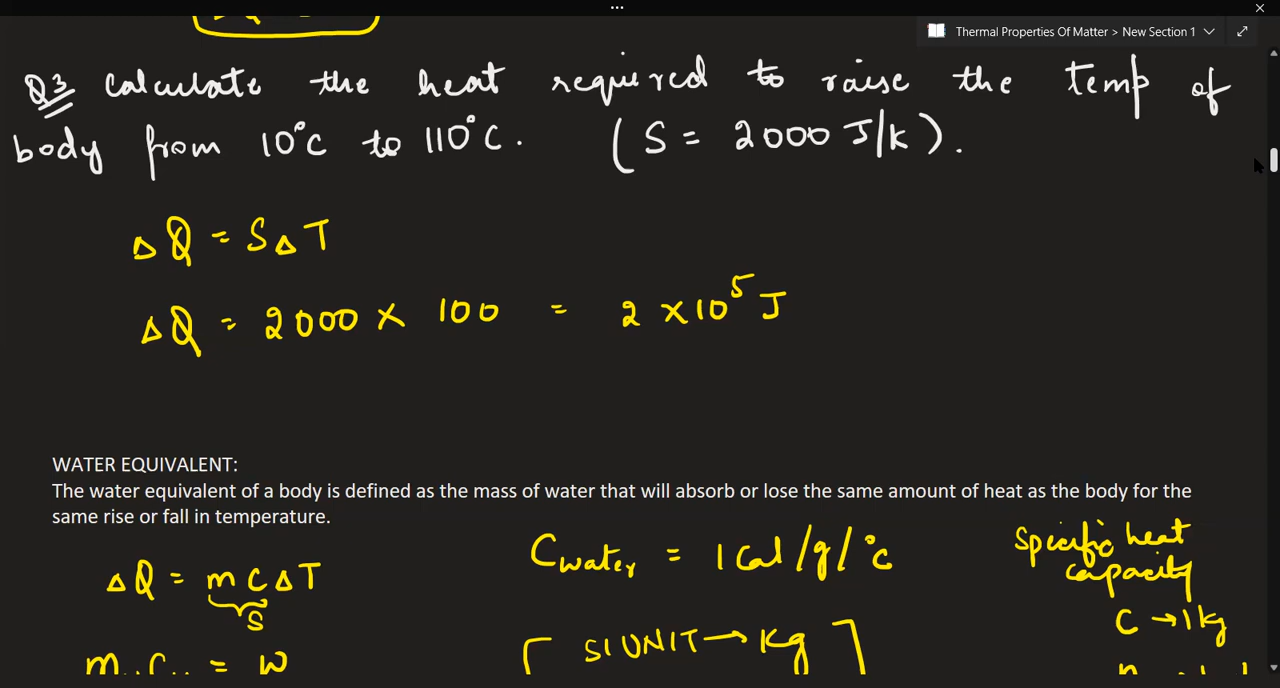 Thermal Properties Of Matter > New Section 1
Q3 Calculate the heat required to raise the temp of
body from 10°C to 110°C. (S = 2000 J/K).
ΔQ = SΔT
ΔQ = 2000 × 100 = 2 × 10⁵ J
WATER EQUIVALENT:
The water equivalent of a body is defined as the mass of water that will absorb or lose the same amount of heat as the body for the
same rise or fall in temperature.
ΔQ = mCΔT
S
Cwater = 1 Cal/g/°C
[ SI UNIT → Kg ]
Specific heat
capacity
C → 1 kg
= W